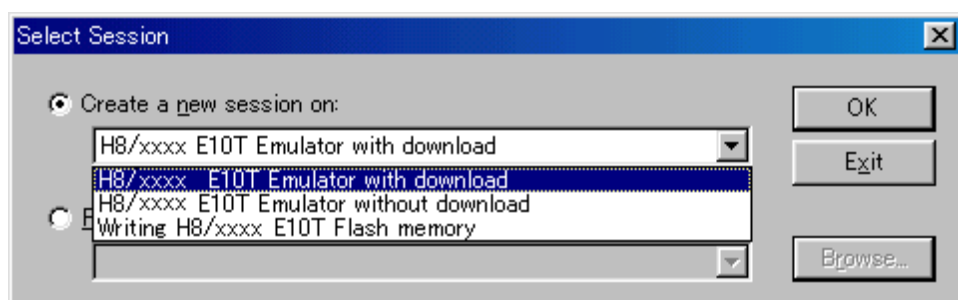 Select Session
Create a new session on:
OK
H8/xxxx E10T Emulator with download
Exit
H8/xxxx E10T Emulator with download
H8/xxxx E10T Emulator without download
Writing H8/xxxx E10T Flash memory
Browse...